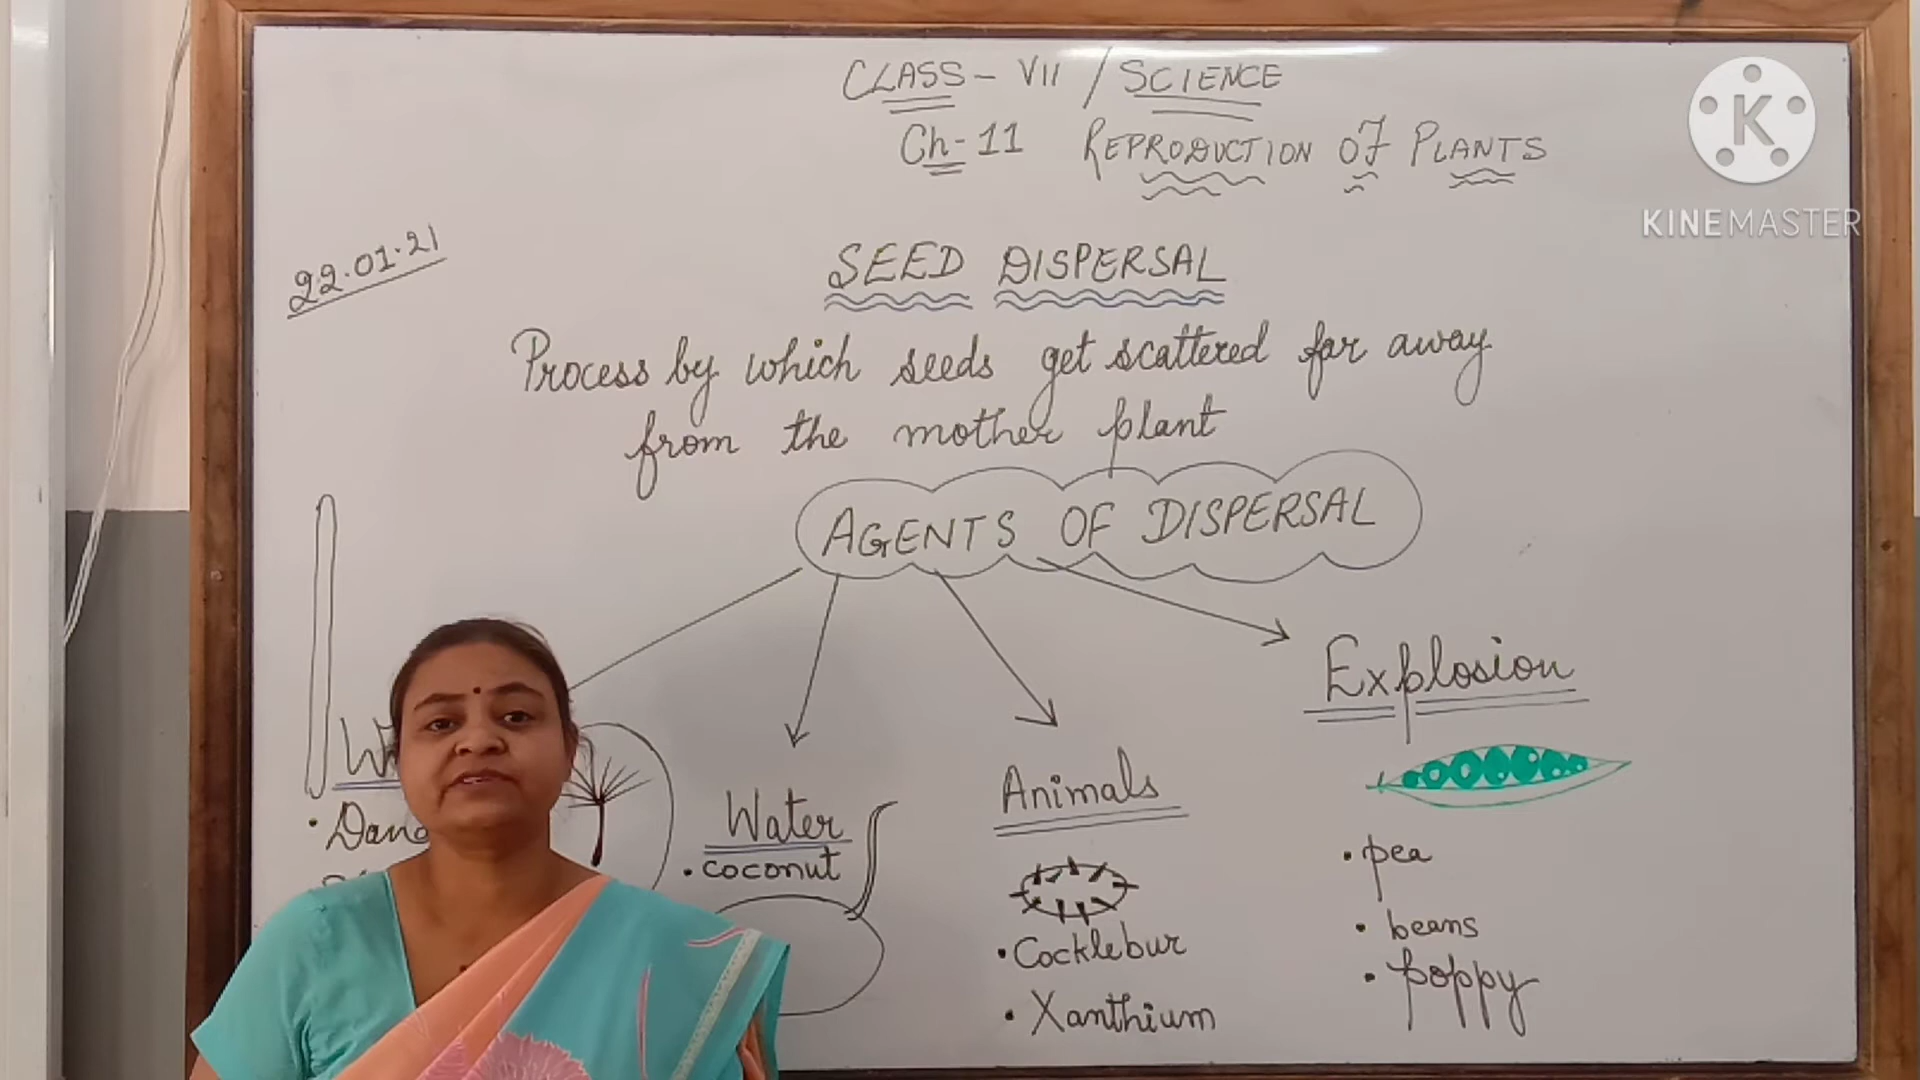 CLASS - VII / SCIENCE
Ch-11 REPRODUCTION OF PLANTS
K
KINEMASTER
22.01.21
SEED DISPERSAL
Process by which seeds get scattered far away
from the mother plant
AGENTS OF DISPERSAL
Water
• coconut
Animals
• Cocklebur
• Xanthium
Explosion
• pea
• beans
• poppy